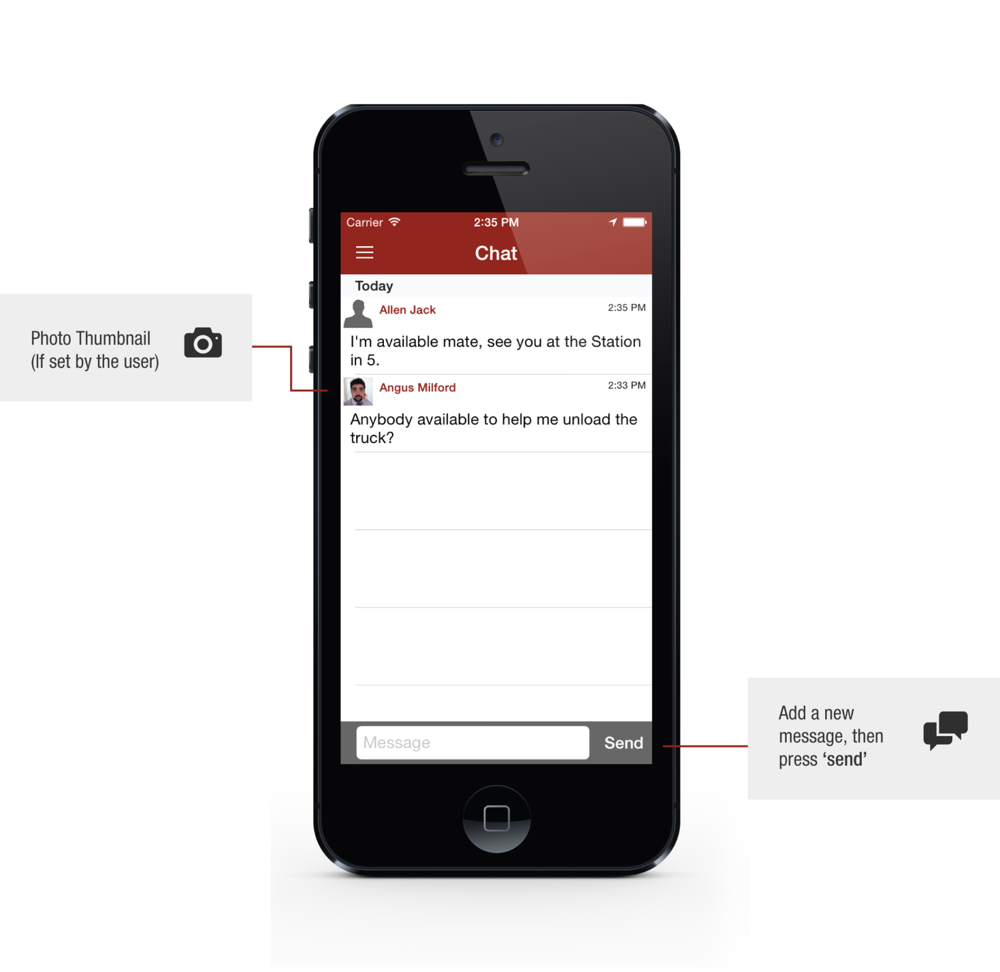 Carrier 2:35 PM
Chat
Today
Allen Jack 2:35 PM
I'm available mate, see you at the Station
in 5.
Angus Milford 2:33 PM
Anybody available to help me unload the
truck?
Message Send
Photo Thumbnail
(If set by the user)
Add a new
message, then
press ‘send’